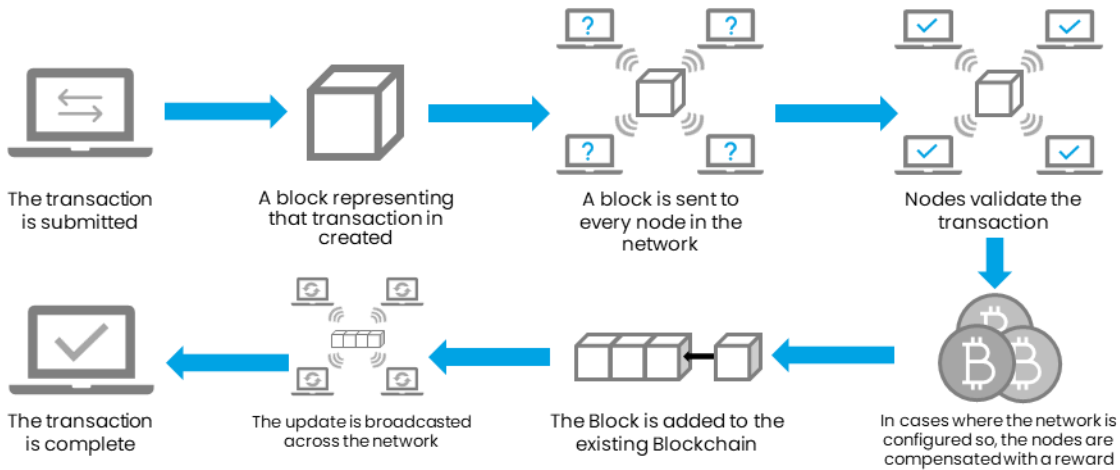 The transaction
is submitted
A block representing
that transaction in
created
A block is sent to
every node in the
network
Nodes validate the
transaction
In cases where the network is
configured so, the nodes are
compensated with a reward
The Block is added to the
existing Blockchain
The update is broadcasted
across the network
The transaction
is complete